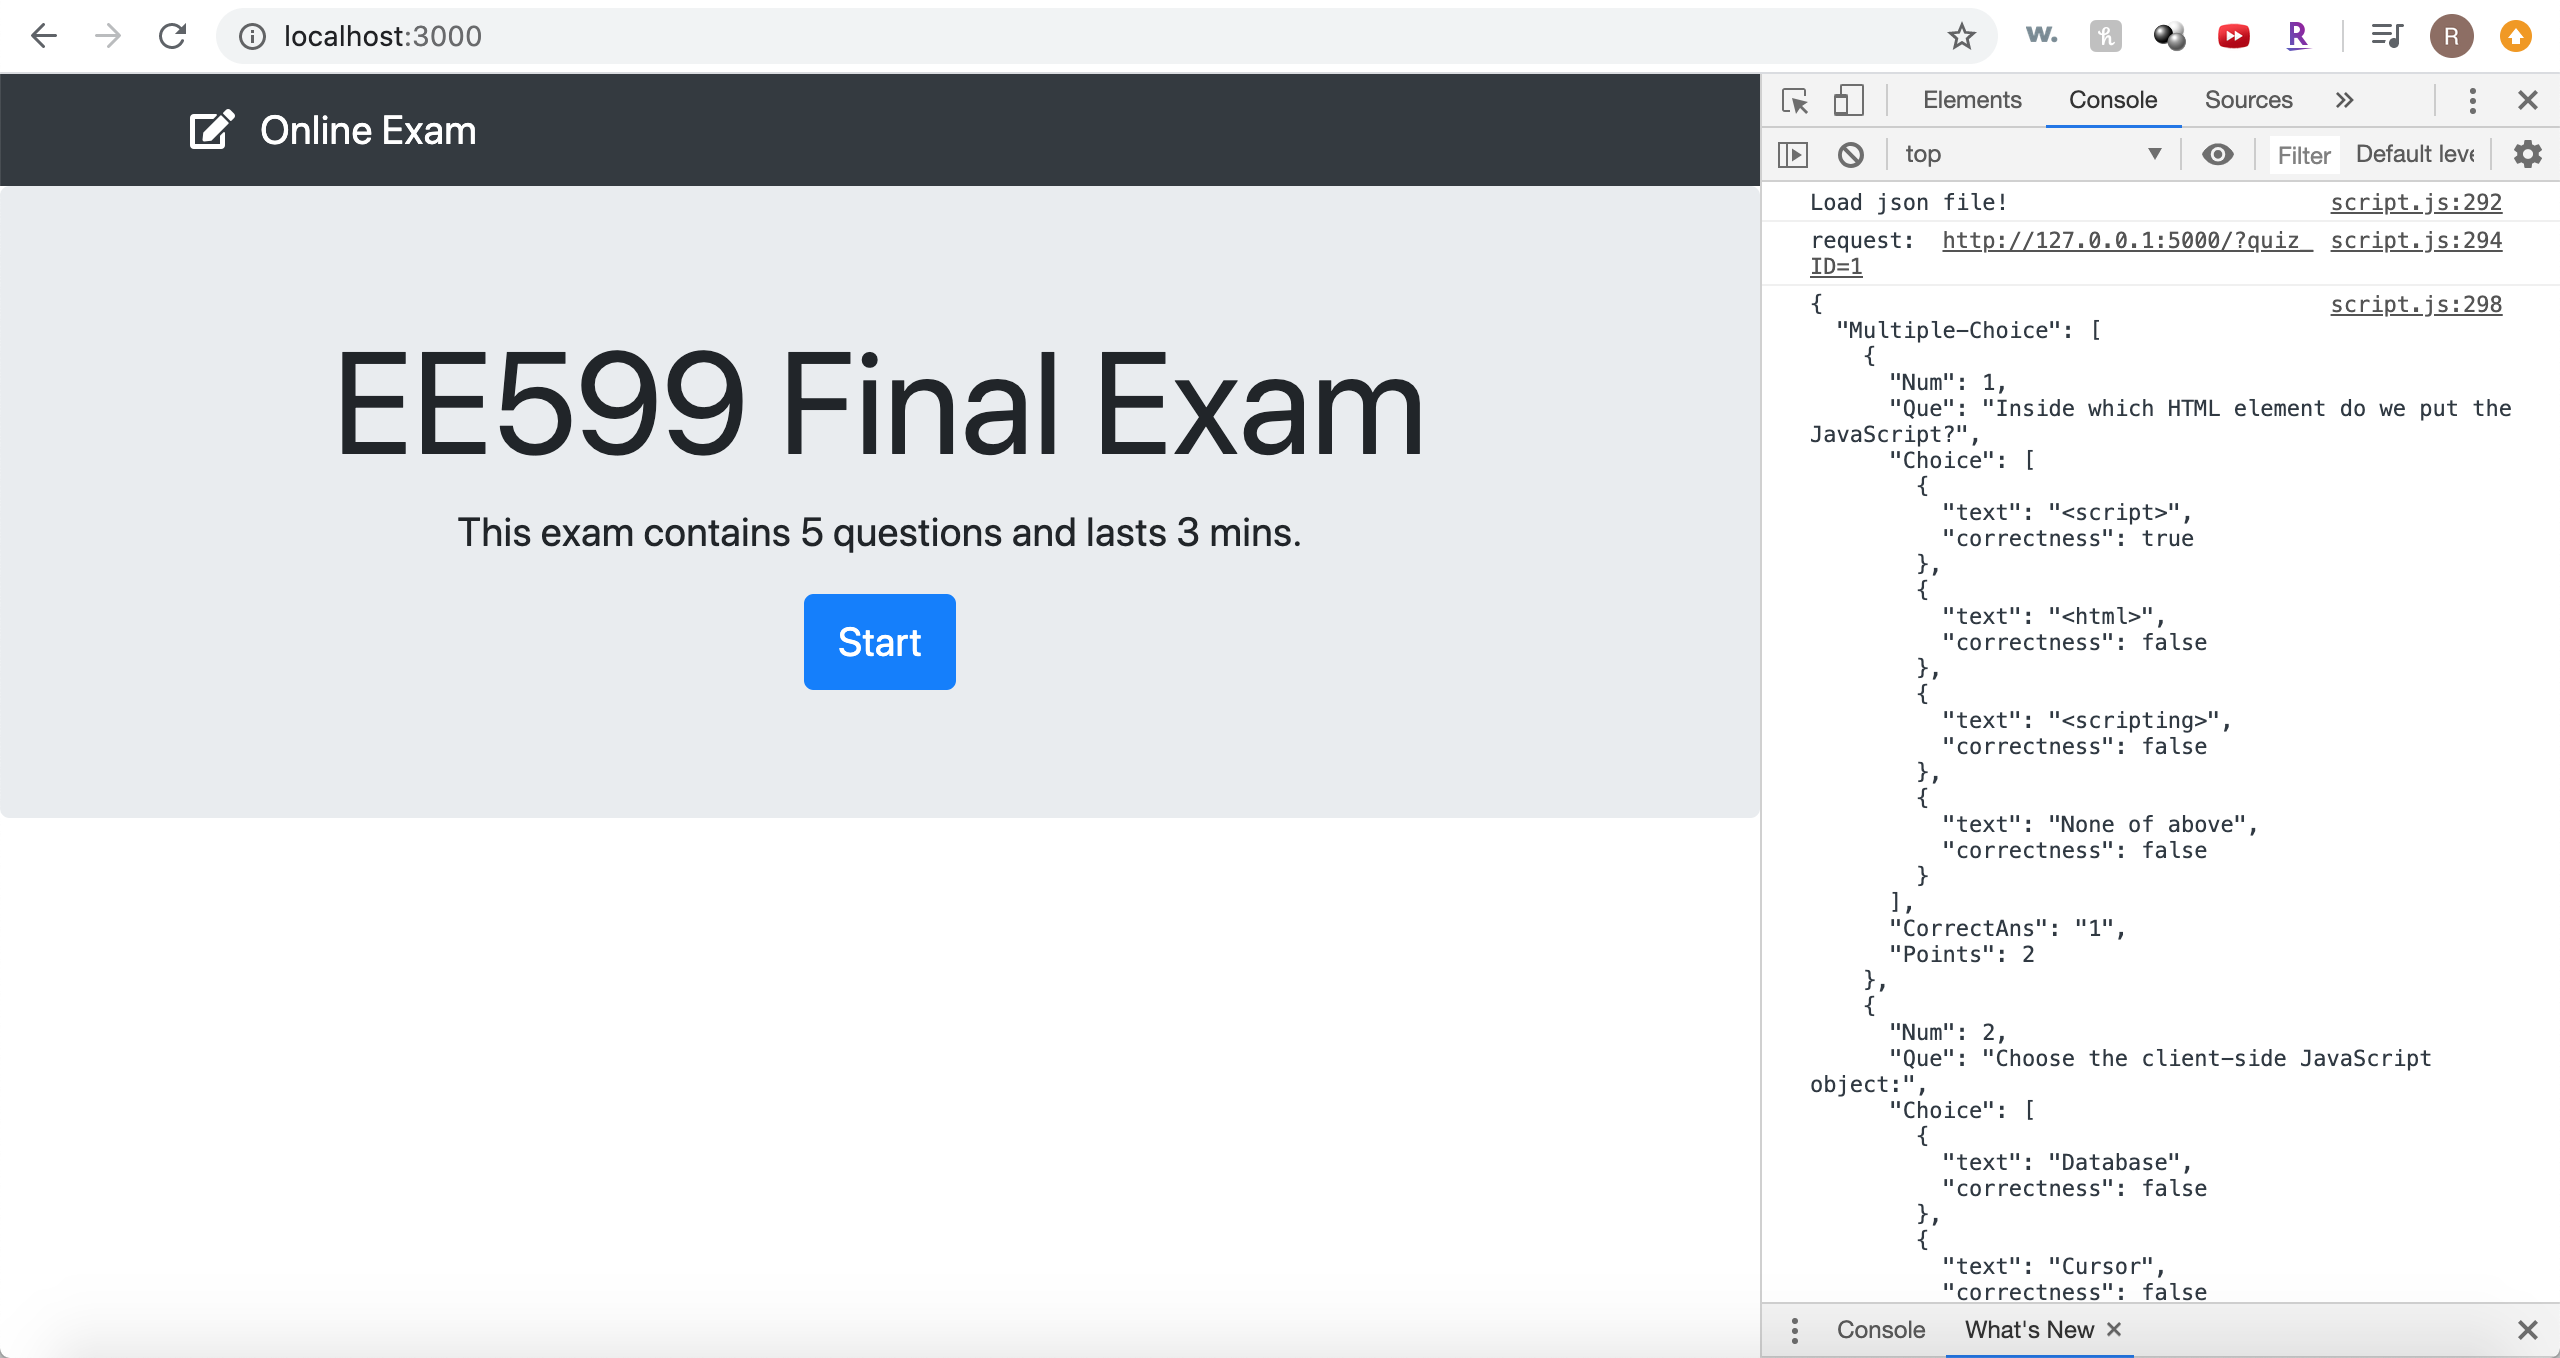 localhost:3000
w.
h
R
R
Online Exam
EE599 Final Exam
This exam contains 5 questions and lasts 3 mins.
Start
Elements Console Sources
top Filter Default leve
Load json file! script.js:292
request: http://127.0.0.1:5000/?quiz_ script.js:294
ID=1
{ script.js:298
"Multiple-Choice": [
{
"Num": 1,
"Que": "Inside which HTML element do we put the
JavaScript?",
"Choice": [
{
"text": "<script>",
"correctness": true
},
{
"text": "<html>",
"correctness": false
},
{
"text": "<scripting>",
"correctness": false
},
{
"text": "None of above",
"correctness": false
}
],
"CorrectAns": "1",
"Points": 2
},
{
"Num": 2,
"Que": "Choose the client-side JavaScript
object:",
"Choice": [
{
"text": "Database",
"correctness": false
},
{
"text": "Cursor",
"correctness": false
Console What's New